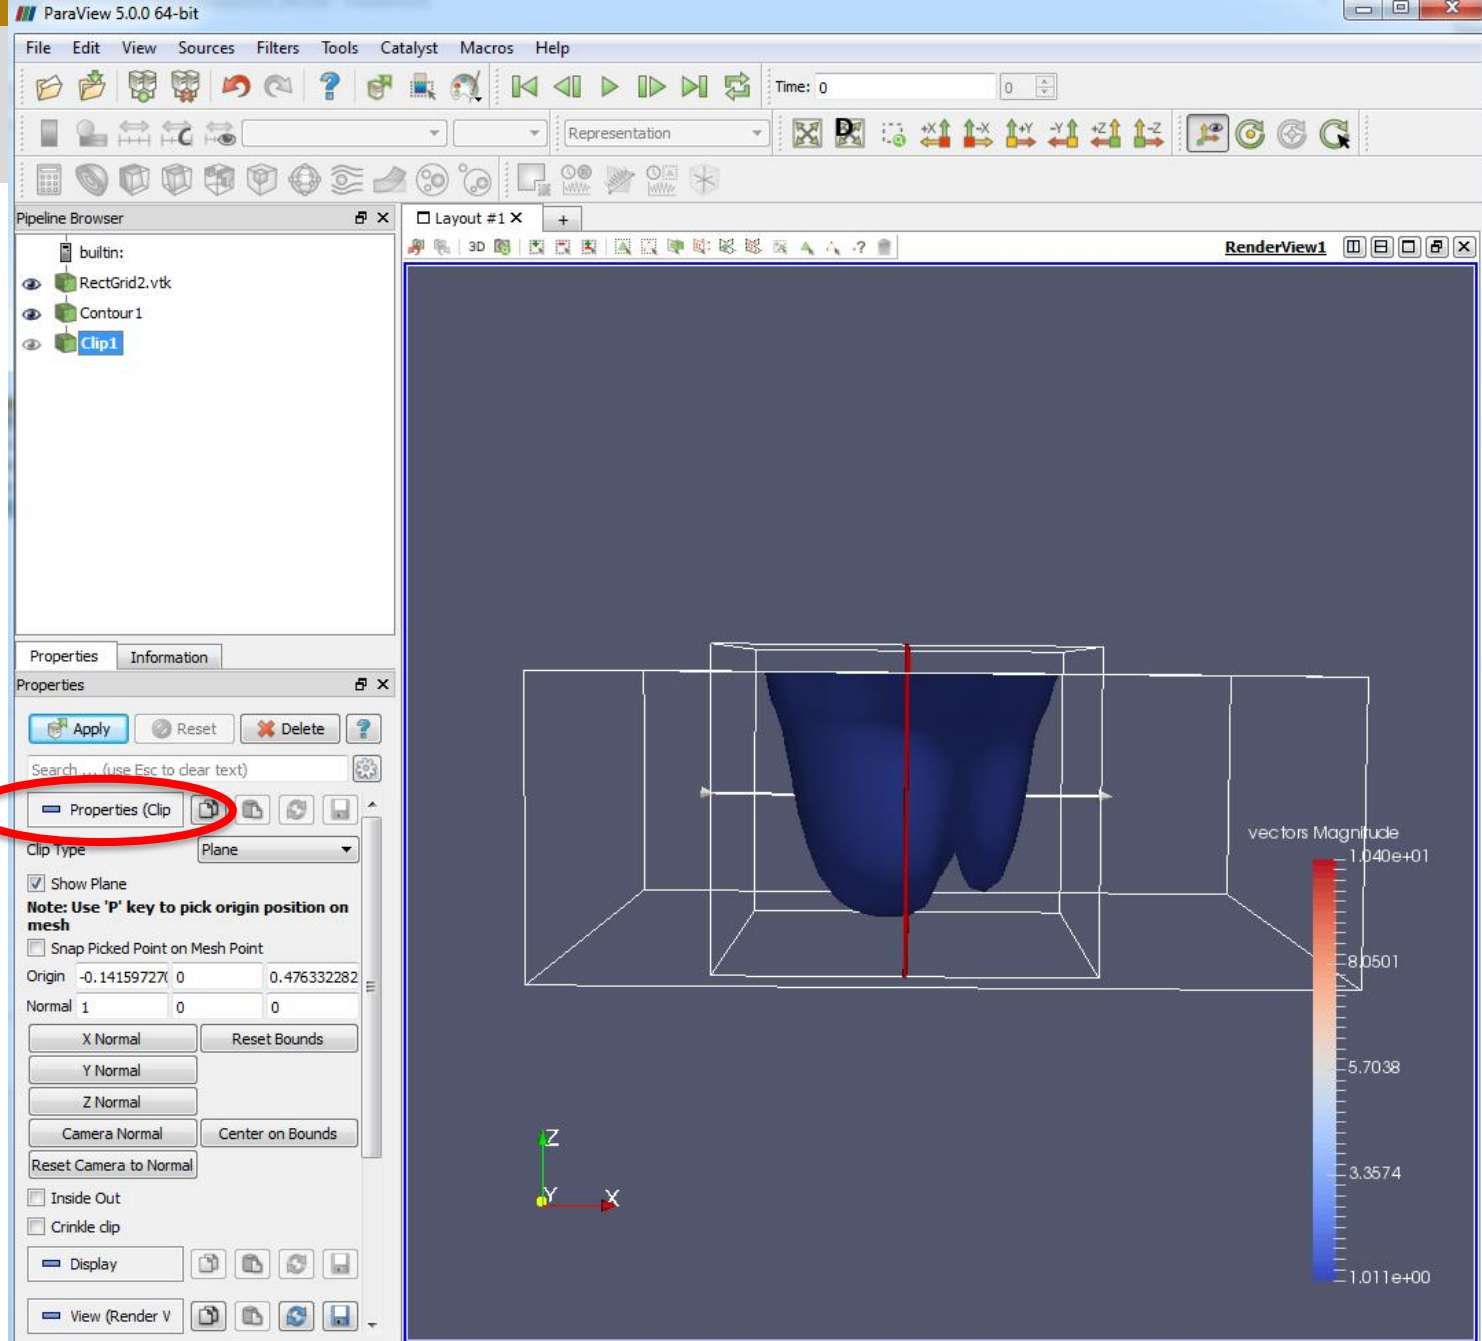 ParaView 5.0.0 64-bit
File Edit View Sources Filters Tools Catalyst Macros Help
Time: 0 0
Representation
D +X -X +Y -Y +Z -Z
Pipeline Browser
Layout #1 +
3D ? RenderView1
builtin:
RectGrid2.vtk
Contour1
Clip1
Properties Information
Properties
Apply Reset Delete ?
Search ... (use Esc to clear text)
Properties (Clip
Clip Type Plane
Show Plane
Note: Use 'P' key to pick origin position on
mesh
Snap Picked Point on Mesh Point
Origin -0.14159727( 0 0.476332282
Normal 1 0 0
X Normal Reset Bounds
Y Normal
Z Normal
Camera Normal Center on Bounds
Reset Camera to Normal
Inside Out
Crinkle clip
Display
View (Render V
vectors Magnitude
1.040e+01
8.0501
5.7038
3.3574
1.011e+00
Z
Y X